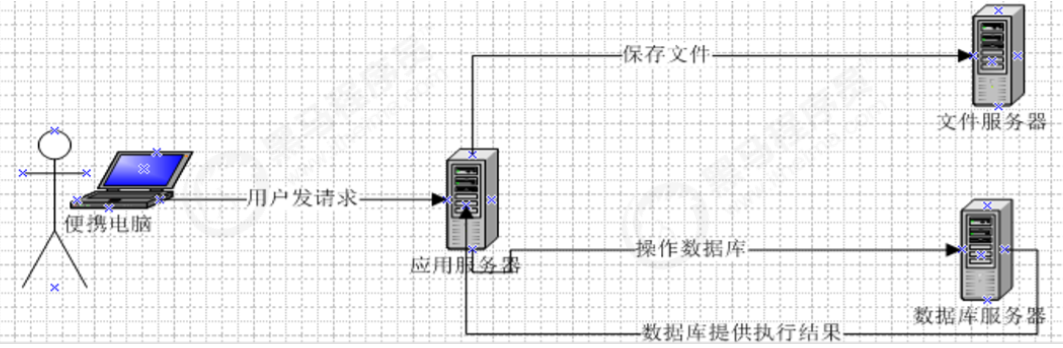 保存文件
文件服务器
用户发请求
便携电脑
操作数据库
应用服务器
数据库服务器
数据库提供执行结果